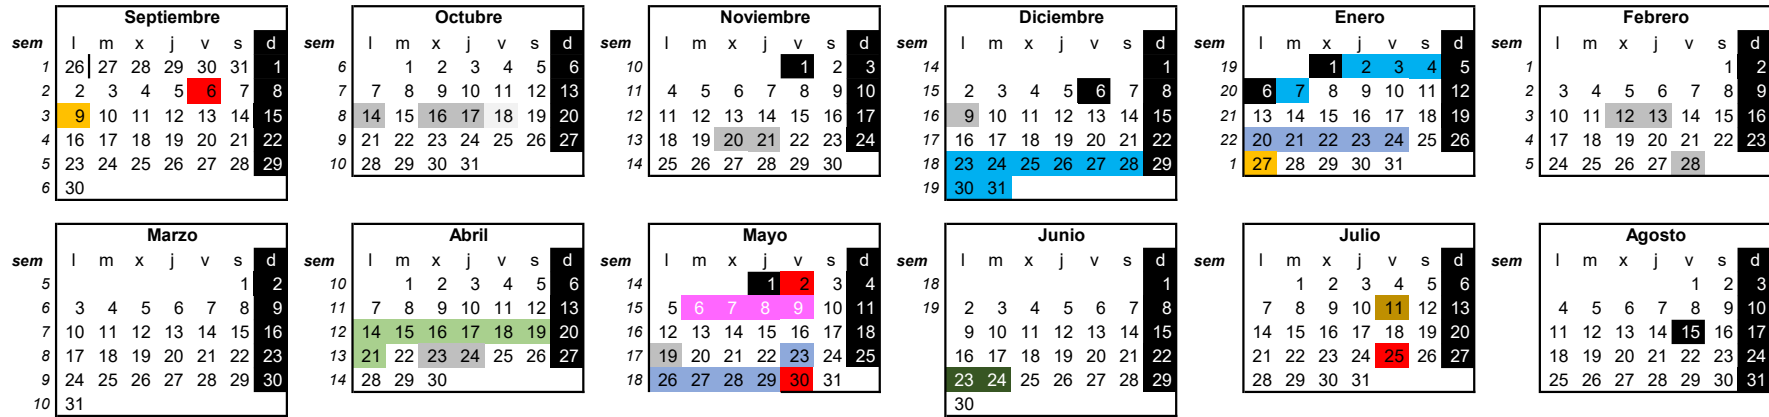 Septiembre Octubre Noviembre Diciembre Enero Febrero
sem l m x j v s d sem l m x j v s d sem l m x j v s d sem l m x j v s d sem l m x j v s d sem l m x j v s d
1 26 27 28 29 30 31 1 6 1 2 3 4 5 6 10 1 2 3 14 1 19 1 2 3 4 5 1 1 2
2 2 3 4 5 6 7 8 7 7 8 9 10 11 12 13 11 4 5 6 7 8 9 10 15 2 3 4 5 6 7 8 20 6 7 8 9 10 11 12 2 3 4 5 6 7 8 9
3 9 10 11 12 13 14 15 8 14 15 16 17 18 19 20 12 11 12 13 14 15 16 17 16 9 10 11 12 13 14 15 21 13 14 15 16 17 18 19 3 10 11 12 13 14 15 16
4 16 17 18 19 20 21 22 9 21 22 23 24 25 26 27 13 18 19 20 21 22 23 24 17 16 17 18 19 20 21 22 22 20 21 22 23 24 25 26 4 17 18 19 20 21 22 23
5 23 24 25 26 27 28 29 10 28 29 30 31 14 25 26 27 28 29 30 18 23 24 25 26 27 28 29 1 27 28 29 30 31 5 24 25 26 27 28
6 30 19 30 31
Marzo Abril Mayo Junio Julio Agosto
sem l m x j v s d sem l m x j v s d sem l m x j v s d sem l m x j v s d sem l m x j v s d sem l m x j v s d
5 1 2 10 1 2 3 4 5 6 14 1 2 3 4 18 1 1 2 3 4 5 6 1 2 3
6 3 4 5 6 7 8 9 11 7 8 9 10 11 12 13 15 5 6 7 8 9 10 11 19 2 3 4 5 6 7 8 7 8 9 10 11 12 13 4 5 6 7 8 9 10
7 10 11 12 13 14 15 16 12 14 15 16 17 18 19 20 16 12 13 14 15 16 17 18 9 10 11 12 13 14 15 14 15 16 17 18 19 20 11 12 13 14 15 16 17
8 17 18 19 20 21 22 23 13 21 22 23 24 25 26 27 17 19 20 21 22 23 24 25 16 17 18 19 20 21 22 21 22 23 24 25 26 27 18 19 20 21 22 23 24
9 24 25 26 27 28 29 30 14 28 29 30 18 26 27 28 29 30 31 23 24 25 26 27 28 29 28 29 30 31 25 26 27 28 29 30 31
10 31 30